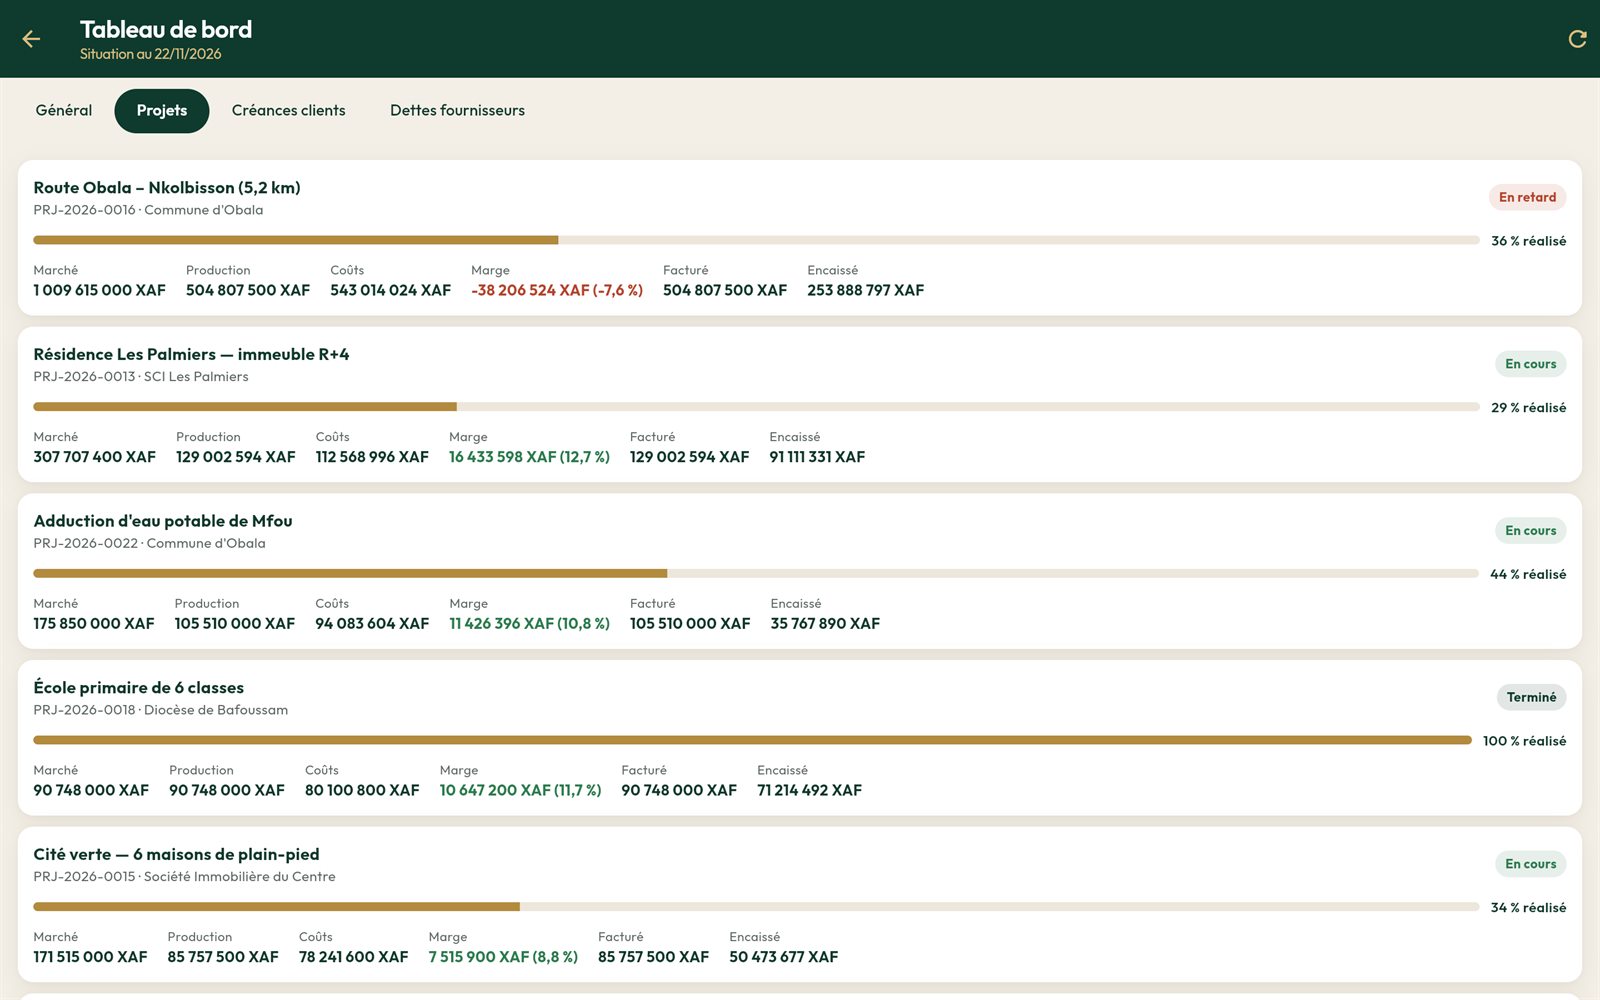 Tableau de bord
Situation au 22/11/2026
Général Projets Créances clients Dettes fournisseurs
Route Obala – Nkolbisson (5,2 km)
PRJ-2026-0016 · Commune d'Obala
En retard
36 % réalisé
Marché Production Coûts Marge Facturé Encaissé
1 009 615 000 XAF 504 807 500 XAF 543 014 024 XAF -38 206 524 XAF (-7,6 %) 504 807 500 XAF 253 888 797 XAF
Résidence Les Palmiers — immeuble R+4
PRJ-2026-0013 · SCI Les Palmiers
En cours
29 % réalisé
Marché Production Coûts Marge Facturé Encaissé
307 707 400 XAF 129 002 594 XAF 112 568 996 XAF 16 433 598 XAF (12,7 %) 129 002 594 XAF 91 111 331 XAF
Adduction d'eau potable de Mfou
PRJ-2026-0022 · Commune d'Obala
En cours
44 % réalisé
Marché Production Coûts Marge Facturé Encaissé
175 850 000 XAF 105 510 000 XAF 94 083 604 XAF 11 426 396 XAF (10,8 %) 105 510 000 XAF 35 767 890 XAF
École primaire de 6 classes
PRJ-2026-0018 · Diocèse de Bafoussam
Terminé
100 % réalisé
Marché Production Coûts Marge Facturé Encaissé
90 748 000 XAF 90 748 000 XAF 80 100 800 XAF 10 647 200 XAF (11,7 %) 90 748 000 XAF 71 214 492 XAF
Cité verte — 6 maisons de plain-pied
PRJ-2026-0015 · Société Immobilière du Centre
En cours
34 % réalisé
Marché Production Coûts Marge Facturé Encaissé
171 515 000 XAF 85 757 500 XAF 78 241 600 XAF 7 515 900 XAF (8,8 %) 85 757 500 XAF 50 473 677 XAF